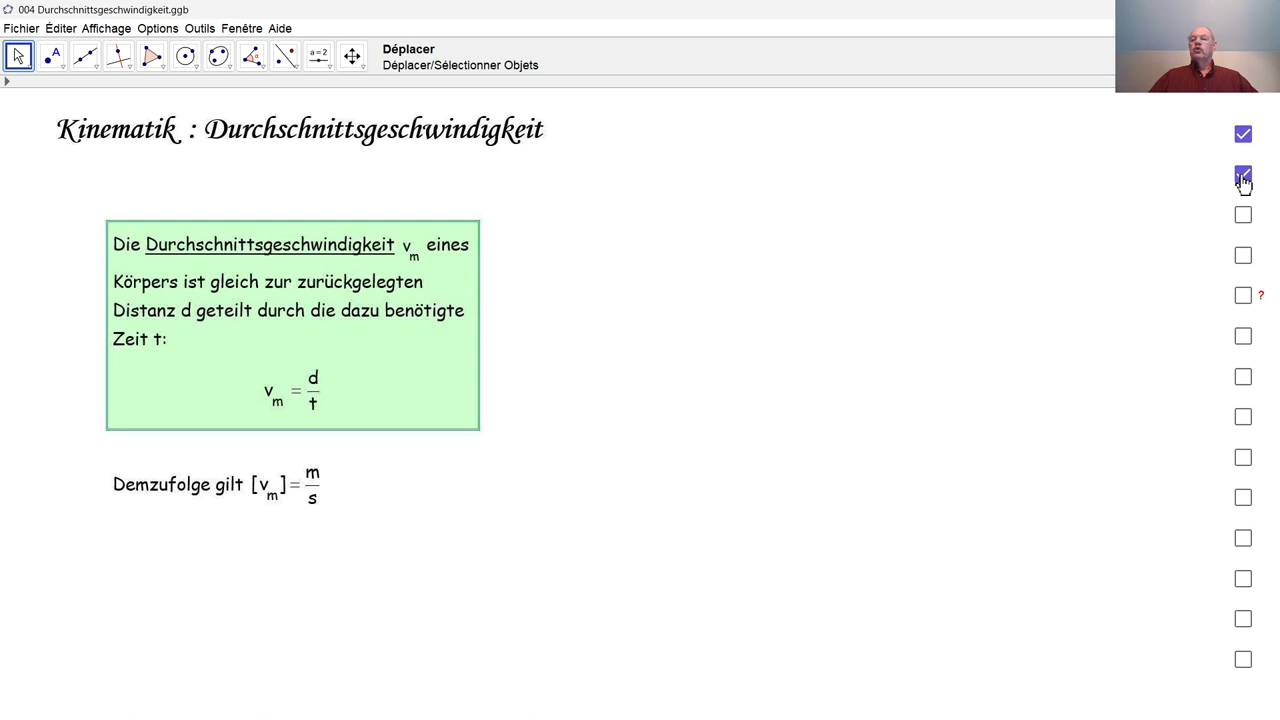 004 Durchschnittsgeschwindigkeit.ggb
Fichier Éditer Affichage Options Outils Fenêtre Aide
A
a=2
Déplacer
Déplacer/Sélectionner Objets
Kinematik : Durchschnittsgeschwindigkeit
Die Durchschnittsgeschwindigkeit v_m eines
Körpers ist gleich zur zurückgelegten
Distanz d geteilt durch die dazu benötigte
Zeit t:
v_m = d/t
?
Demzufolge gilt [v_m] = m/s